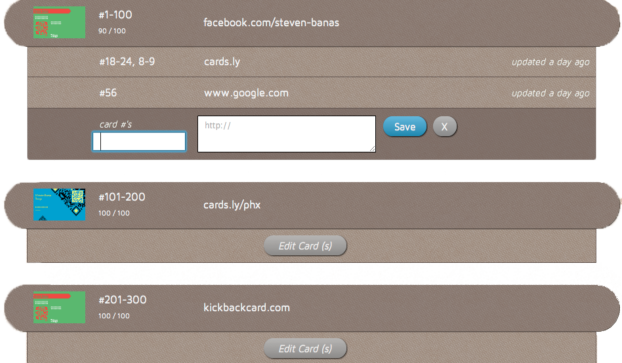 #1-100
90 / 100
facebook.com/steven-banas
#18-24, 8-9
cards.ly
updated a day ago
#56
www.google.com
updated a day ago
card #'s
http://
Save
X
#101-200
100 / 100
cards.ly/phx
Edit Card (s)
#201-300
100 / 100
kickbackcard.com
Edit Card (s)